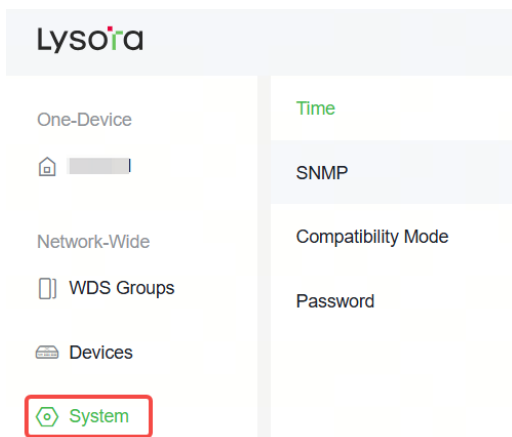 Lysora
One-Device
Network-Wide
WDS Groups
Devices
System
Time
SNMP
Compatibility Mode
Password